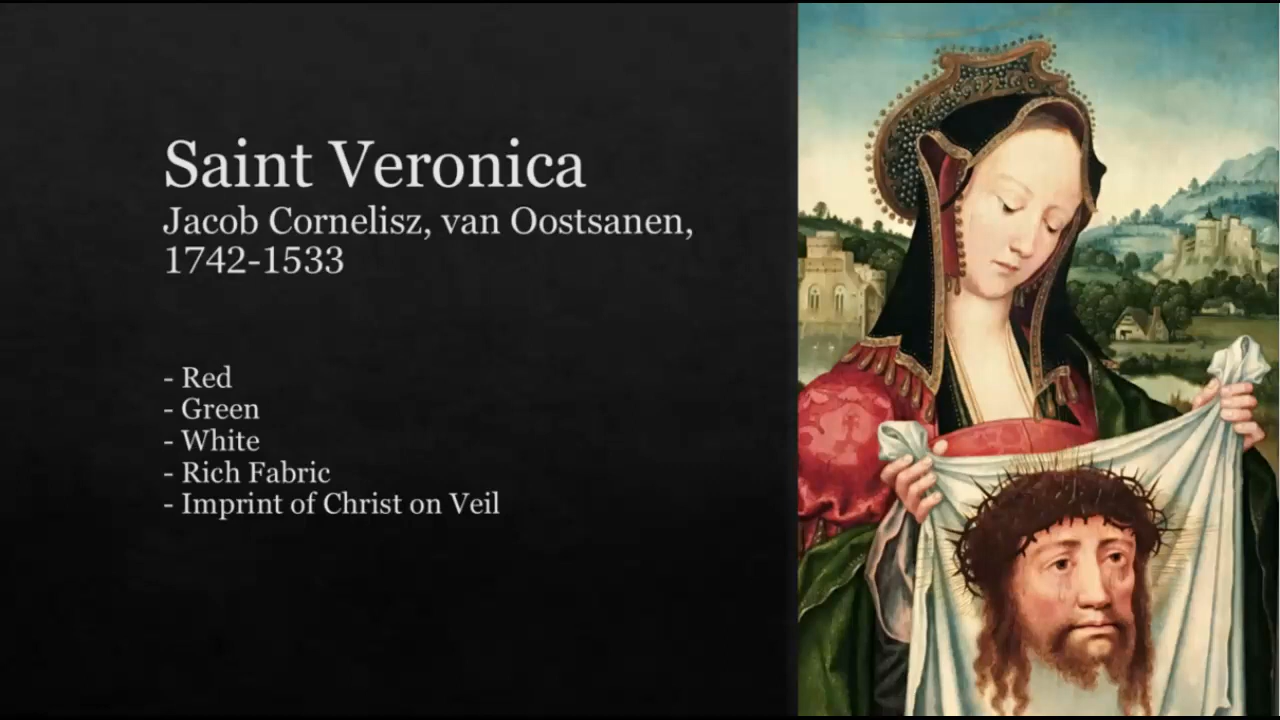 Saint Veronica
Jacob Cornelisz, van Oostsanen,
1742-1533
- Red
- Green
- White
- Rich Fabric
- Imprint of Christ on Veil